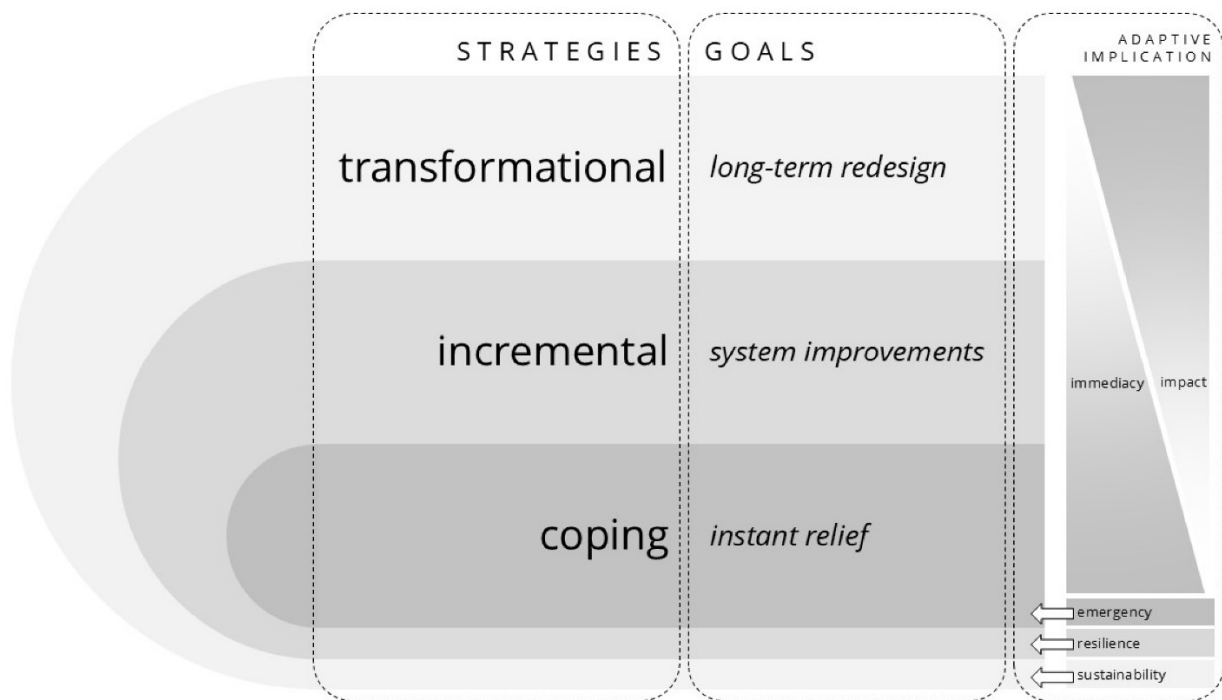 STRATEGIES
GOALS
ADAPTIVE
IMPLICATION
transformational
long-term redesign
incremental
system improvements
immediacy
impact
coping
instant relief
emergency
resilience
sustainability